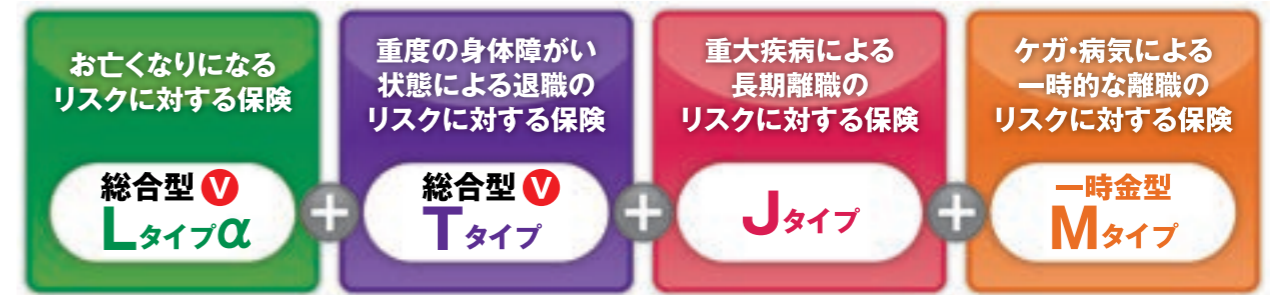 お亡くなりになる
リスクに対する保険
総合型 V
Lタイプα
+
重度の身体障がい
状態による退職の
リスクに対する保険
総合型 V
Tタイプ
+
重大疾病による
長期離職の
リスクに対する保険
Jタイプ
+
ケガ・病気による
一時的な離職の
リスクに対する保険
一時金型
Mタイプ